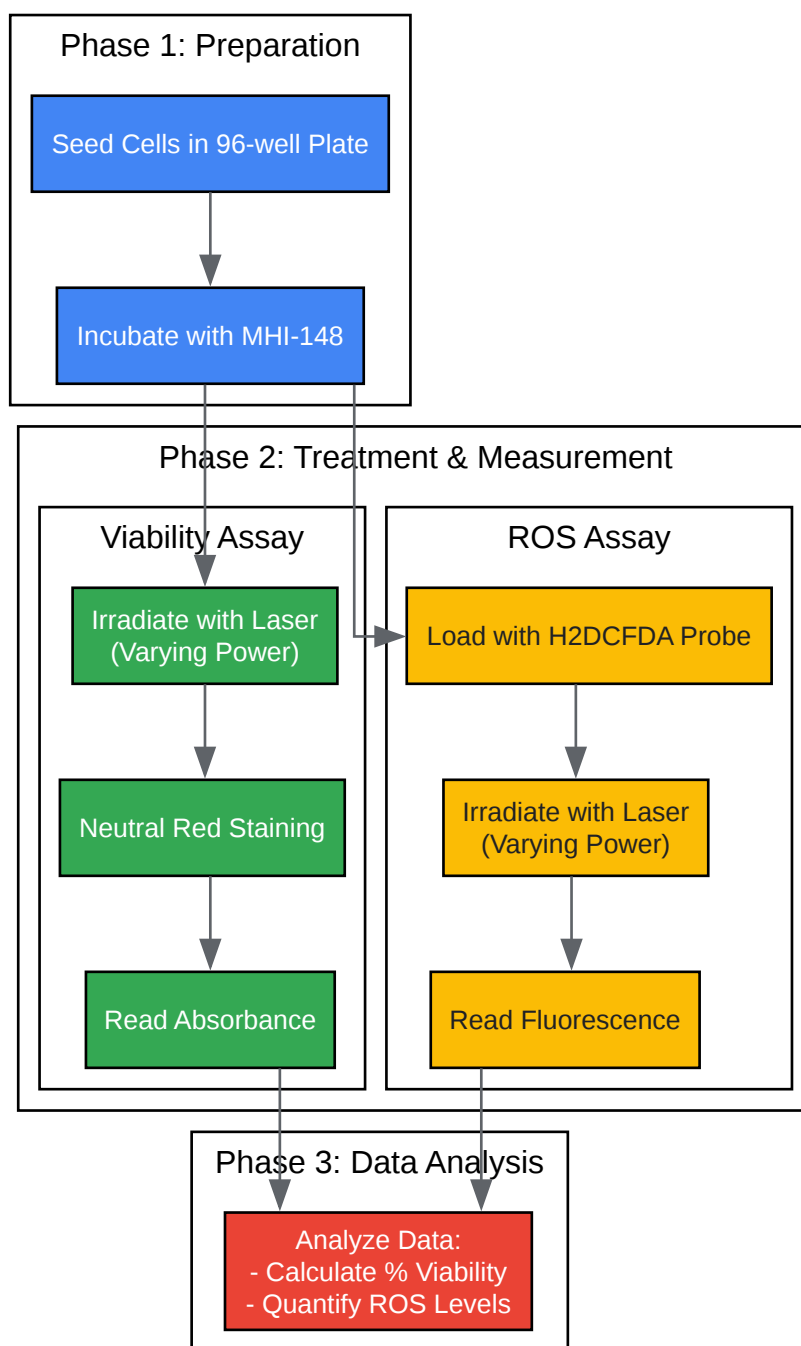 Phase 1: Preparation
Seed Cells in 96-well Plate
Incubate with MHI-148
Phase 2: Treatment & Measurement
Viability Assay
Irradiate with Laser
(Varying Power)
Neutral Red Staining
Read Absorbance
ROS Assay
Load with H2DCFDA Probe
Irradiate with Laser
(Varying Power)
Read Fluorescence
Phase 3: Data Analysis
Analyze Data:
- Calculate % Viability
- Quantify ROS Levels